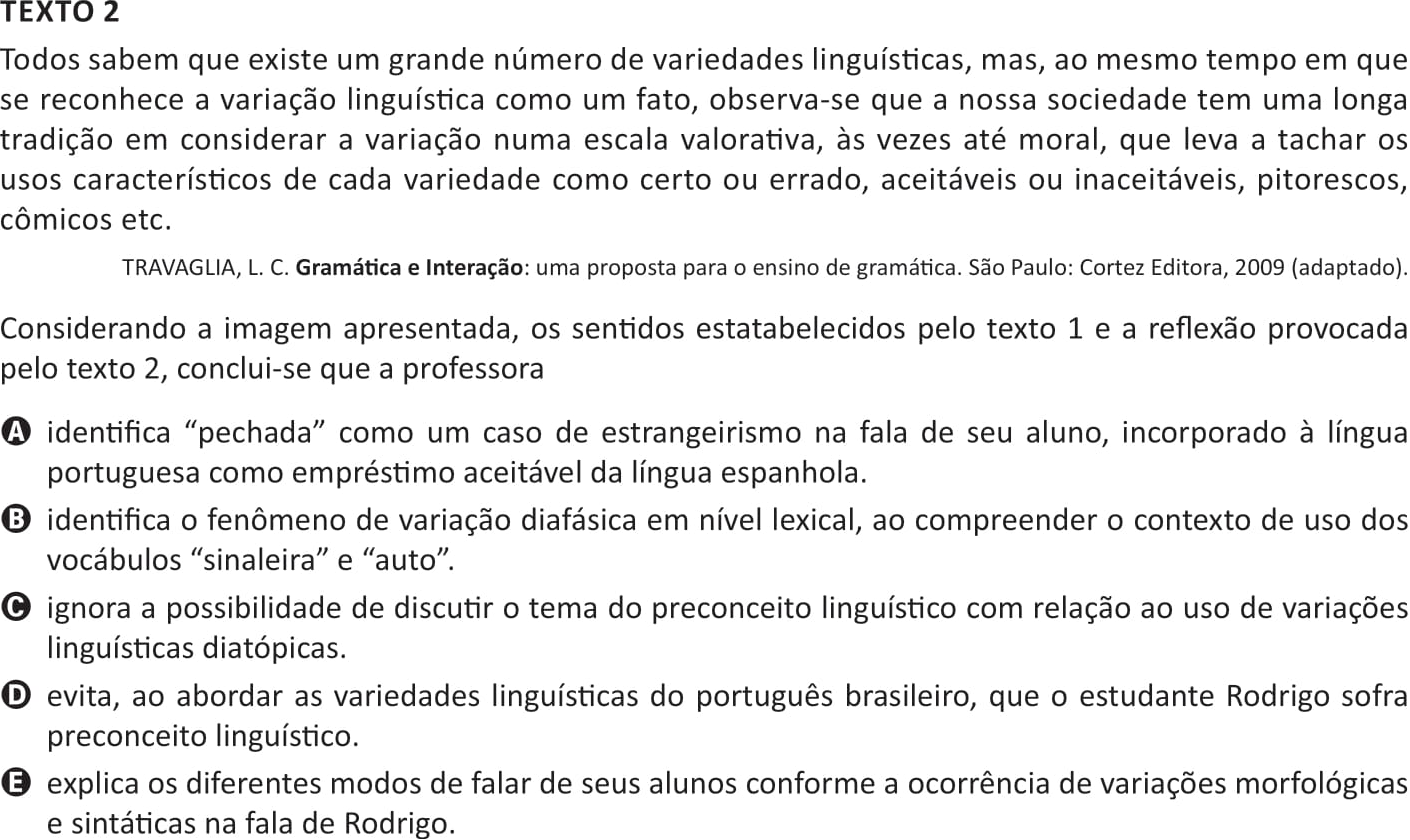 TEXTO 2
Todos sabem que existe um grande número de variedades linguísticas, mas, ao mesmo tempo em que
se reconhece a variação linguística como um fato, observa-se que a nossa sociedade tem uma longa
tradição em considerar a variação numa escala valorativa, às vezes até moral, que leva a tachar os
usos característicos de cada variedade como certo ou errado, aceitáveis ou inaceitáveis, pitorescos,
cômicos etc.
TRAVAGLIA, L. C. Gramática e Interação: uma proposta para o ensino de gramática. São Paulo: Cortez Editora, 2009 (adaptado).
Considerando a imagem apresentada, os sentidos estatabelecidos pelo texto 1 e a reflexão provocada
pelo texto 2, conclui-se que a professora
A identifica “pechada” como um caso de estrangeirismo na fala de seu aluno, incorporado à língua
portuguesa como empréstimo aceitável da língua espanhola.
B identifica o fenômeno de variação diafásica em nível lexical, ao compreender o contexto de uso dos
vocábulos “sinaleira” e “auto”.
C ignora a possibilidade de discutir o tema do preconceito linguístico com relação ao uso de variações
linguísticas diatópicas.
D evita, ao abordar as variedades linguísticas do português brasileiro, que o estudante Rodrigo sofra
preconceito linguístico.
E explica os diferentes modos de falar de seus alunos conforme a ocorrência de variações morfológicas
e sintáticas na fala de Rodrigo.